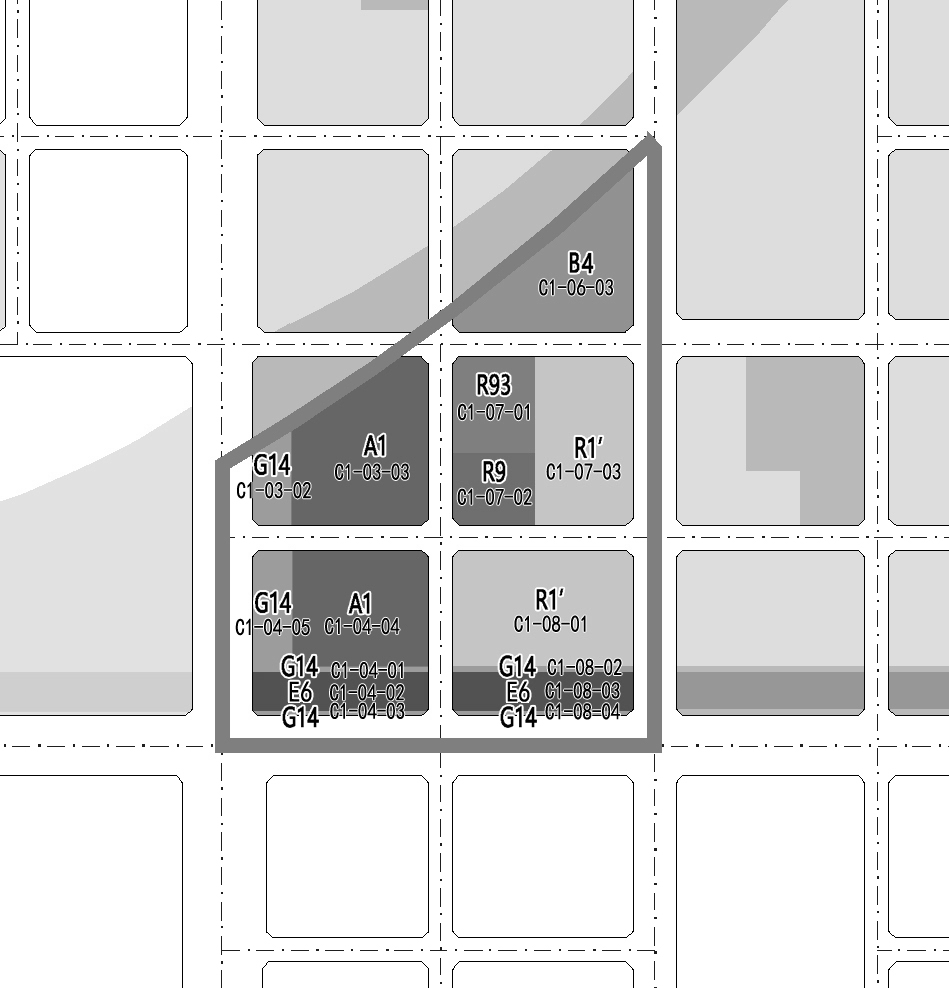 B4
C1-06-03
R93
C1-07-01
R9
C1-07-02
R1′
C1-07-03
G14
C1-03-02
A1
C1-03-03
G14
C1-04-05
A1
C1-04-04
R1′
C1-08-01
G14 C1-04-01
E6 C1-04-02
G14 C1-04-03
G14 C1-08-02
E6 C1-08-03
G14 C1-08-04